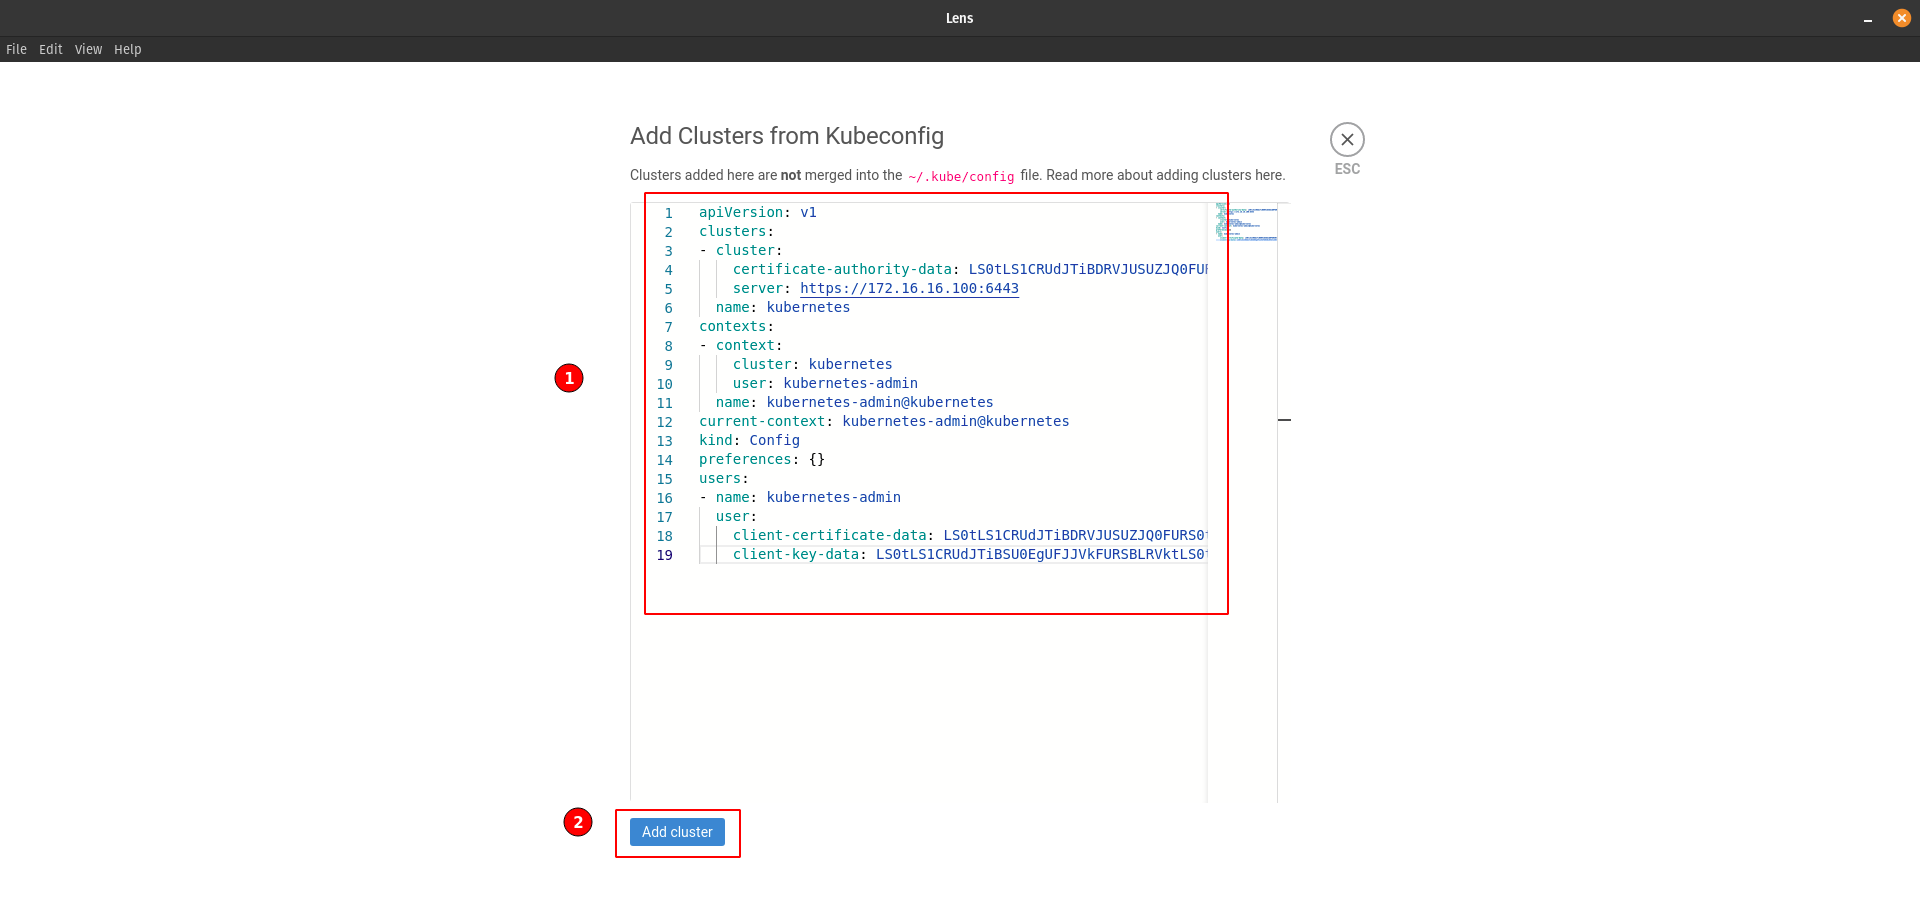 Lens
File Edit View Help
Add Clusters from Kubeconfig
ESC
Clusters added here are not merged into the ~/.kube/config file. Read more about adding clusters here.
1 apiVersion: v1
2 clusters:
3 - cluster:
4 certificate-authority-data: LS0tLS1CRUdJTiBDRVJUSUZJQ0FUR
5 server: https://172.16.16.100:6443
6 name: kubernetes
7 contexts:
8 - context:
9 cluster: kubernetes
10 user: kubernetes-admin
11 name: kubernetes-admin@kubernetes
12 current-context: kubernetes-admin@kubernetes
13 kind: Config
14 preferences: {}
15 users:
16 - name: kubernetes-admin
17 user:
18 client-certificate-data: LS0tLS1CRUdJTiBDRVJUSUZJQ0FURS0t
19 client-key-data: LS0tLS1CRUdJTiBSU0EgUFJJVkFURSBLRVktLS0t
1
2
Add cluster